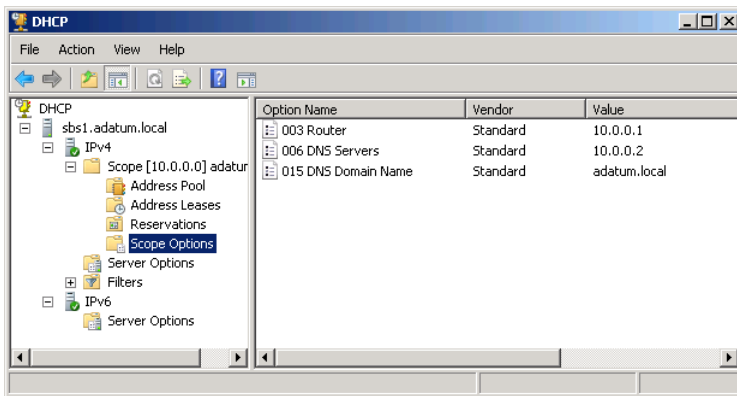 DHCP
File Action View Help
DHCP
sbs1.adatum.local
IPv4
Scope [10.0.0.0] adatur
Address Pool
Address Leases
Reservations
Scope Options
Server Options
Filters
IPv6
Server Options
Option Name Vendor Value
003 Router Standard 10.0.0.1
006 DNS Servers Standard 10.0.0.2
015 DNS Domain Name Standard adatum.local